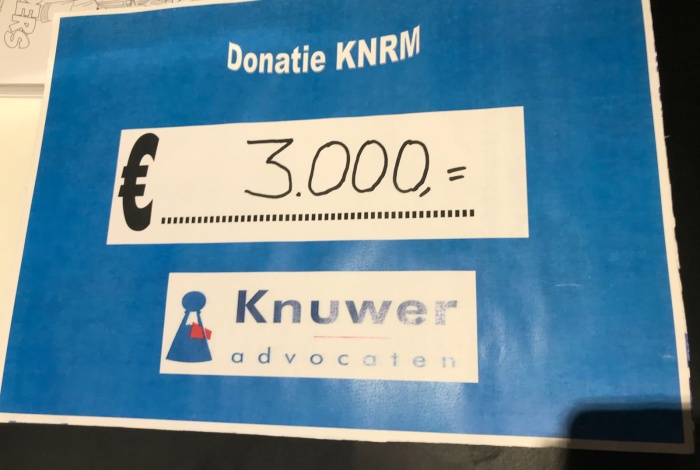 Donatie KNRM
€ 3.000,=
Knuwer
advocaten